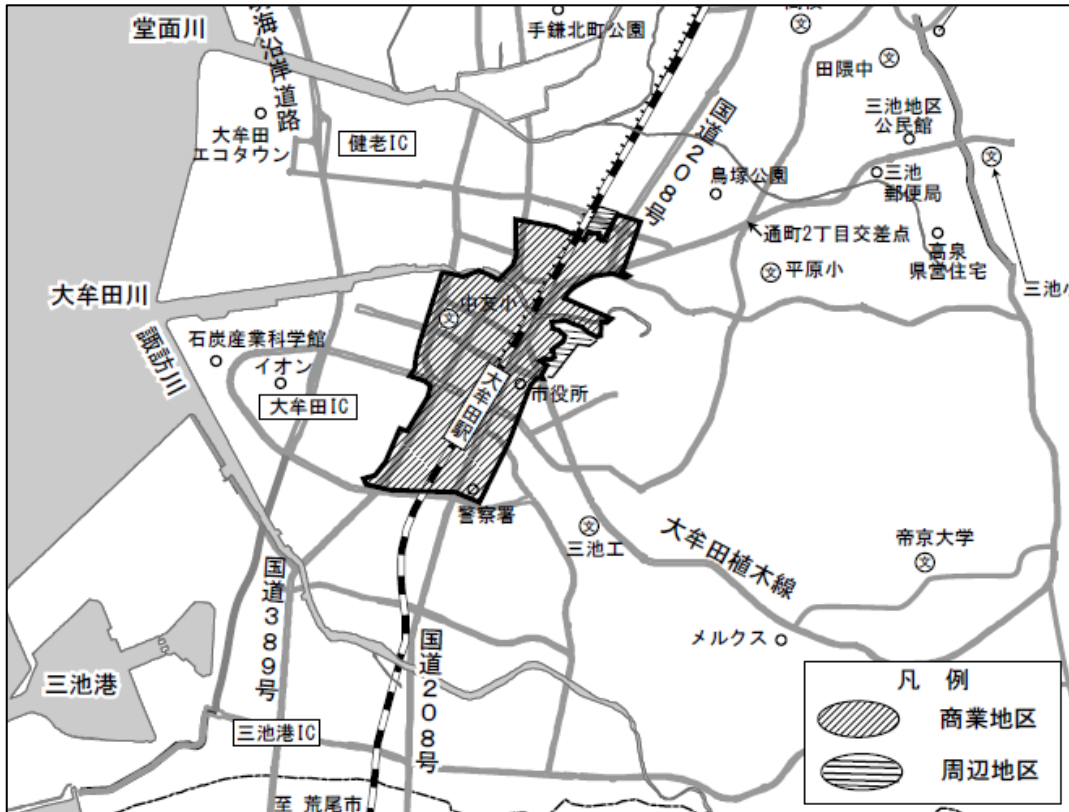 堂面川
海沿岸道路
手鎌北町公園
文
田隈中
文
大牟田
エコタウン
健老IC
国道208号
三池地区
公民館
文
鳥塚公園
三池
郵便局
通町2丁目交差点
文
平原小
高泉
県営住宅
三池小
大牟田川
諏訪川
石炭産業科学館
イオン
大牟田IC
中友小
文
大牟田駅
市役所
警察署
文
三池工
大牟田植木線
帝京大学
文
メルクス
国道389号
国道208号
三池港
三池港IC
至 荒尾市
凡 例
商業地区
周辺地区